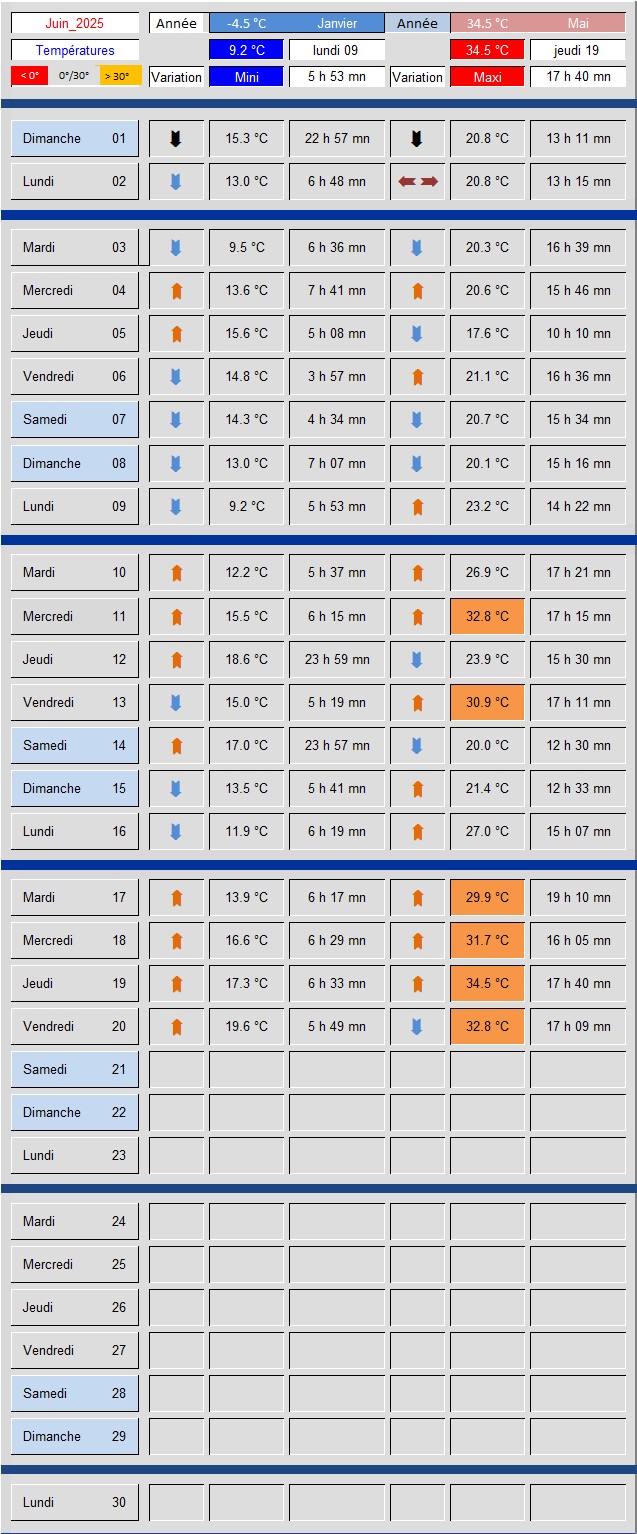 Juin_2025 Année -4.5 °C Janvier Année 34.5 °C Mai
Températures 9.2 °C lundi 09 34.5 °C jeudi 19
< 0° 0°/30° > 30° Variation Mini 5 h 53 mn Variation Maxi 17 h 40 mn
Dimanche 01 15.3 °C 22 h 57 mn 20.8 °C 13 h 11 mn
Lundi 02 13.0 °C 6 h 48 mn 20.8 °C 13 h 15 mn
Mardi 03 9.5 °C 6 h 36 mn 20.3 °C 16 h 39 mn
Mercredi 04 13.6 °C 7 h 41 mn 20.6 °C 15 h 46 mn
Jeudi 05 15.6 °C 5 h 08 mn 17.6 °C 10 h 10 mn
Vendredi 06 14.8 °C 3 h 57 mn 21.1 °C 16 h 36 mn
Samedi 07 14.3 °C 4 h 34 mn 20.7 °C 15 h 34 mn
Dimanche 08 13.0 °C 7 h 07 mn 20.1 °C 15 h 16 mn
Lundi 09 9.2 °C 5 h 53 mn 23.2 °C 14 h 22 mn
Mardi 10 12.2 °C 5 h 37 mn 26.9 °C 17 h 21 mn
Mercredi 11 15.5 °C 6 h 15 mn 32.8 °C 17 h 15 mn
Jeudi 12 18.6 °C 23 h 59 mn 23.9 °C 15 h 30 mn
Vendredi 13 15.0 °C 5 h 19 mn 30.9 °C 17 h 11 mn
Samedi 14 17.0 °C 23 h 57 mn 20.0 °C 12 h 30 mn
Dimanche 15 13.5 °C 5 h 41 mn 21.4 °C 12 h 33 mn
Lundi 16 11.9 °C 6 h 19 mn 27.0 °C 15 h 07 mn
Mardi 17 13.9 °C 6 h 17 mn 29.9 °C 19 h 10 mn
Mercredi 18 16.6 °C 6 h 29 mn 31.7 °C 16 h 05 mn
Jeudi 19 17.3 °C 6 h 33 mn 34.5 °C 17 h 40 mn
Vendredi 20 19.6 °C 5 h 49 mn 32.8 °C 17 h 09 mn
Samedi 21
Dimanche 22
Lundi 23
Mardi 24
Mercredi 25
Jeudi 26
Vendredi 27
Samedi 28
Dimanche 29
Lundi 30